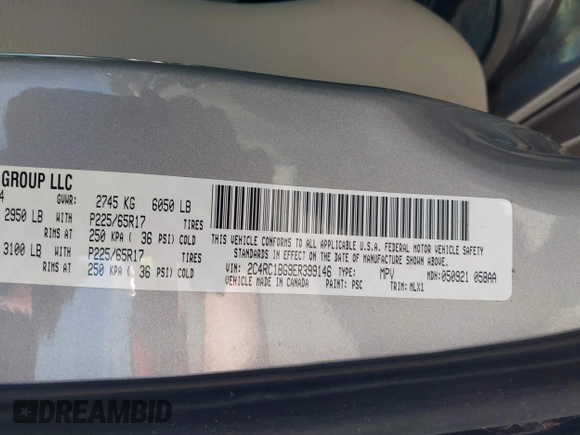 GROUP LLC
4 GVWR: 2745 KG 6050 LB
2950 LB WITH P225/65R17 TIRES
RIMS AT 250 KPA ( 36 PSI) COLD
3100 LB WITH P225/65R17 TIRES
RIMS AT 250 KPA ( 36 PSI) COLD
THIS VEHICLE CONFORMS TO ALL APPLICABLE U.S.A. FEDERAL MOTOR VEHICLE SAFETY
STANDARDS IN EFFECT ON THE DATE OF MANUFACTURE SHOWN ABOVE.
VIN: 2C4RC1BG9ER399146 TYPE: MPV MDH: 050921 058AA
VEHICLE MADE IN CANADA PAINT: PSC TRIM: MLX1
DREAMBID